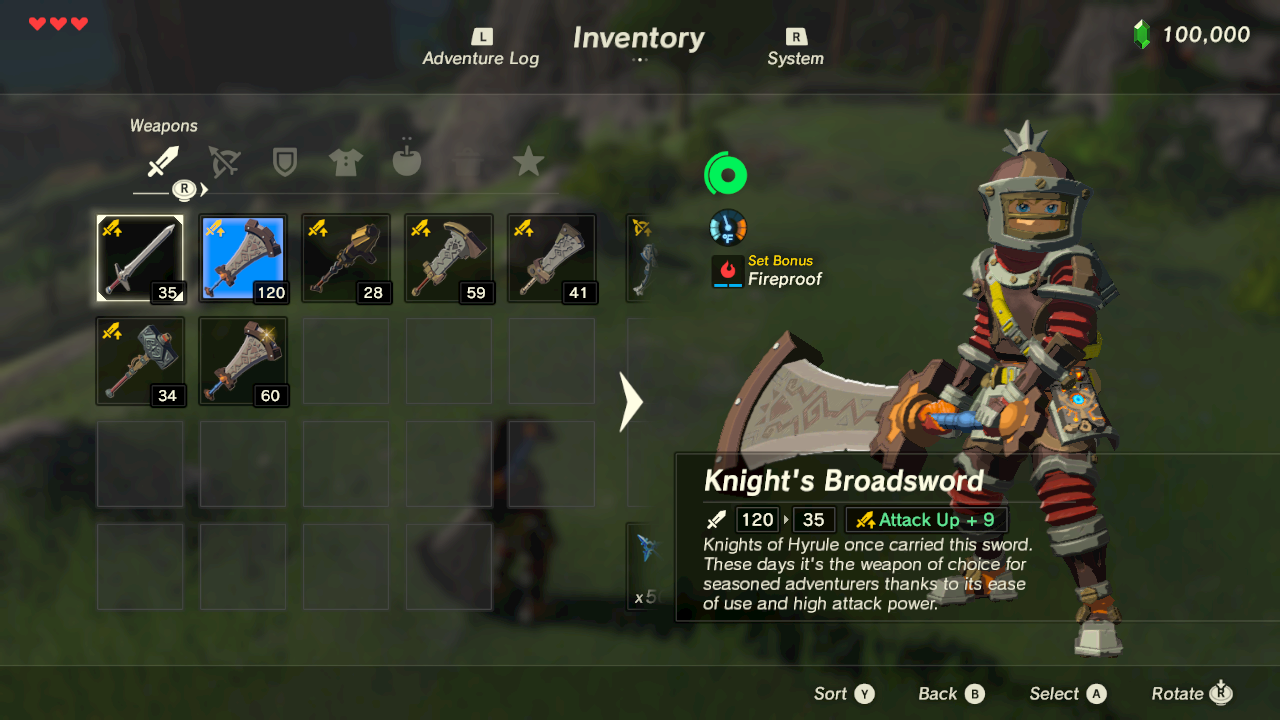 L
R
Inventory
100,000
Adventure Log
System
Weapons
R
35
120
28
59
41
°F
Set Bonus
Fireproof
34
60
Knight's Broadsword
120 35 Attack Up + 9
Knights of Hyrule once carried this sword.
These days it's the weapon of choice for
seasoned adventurers thanks to its ease
of use and high attack power.
x5
Sort Y Back B Select A Rotate R